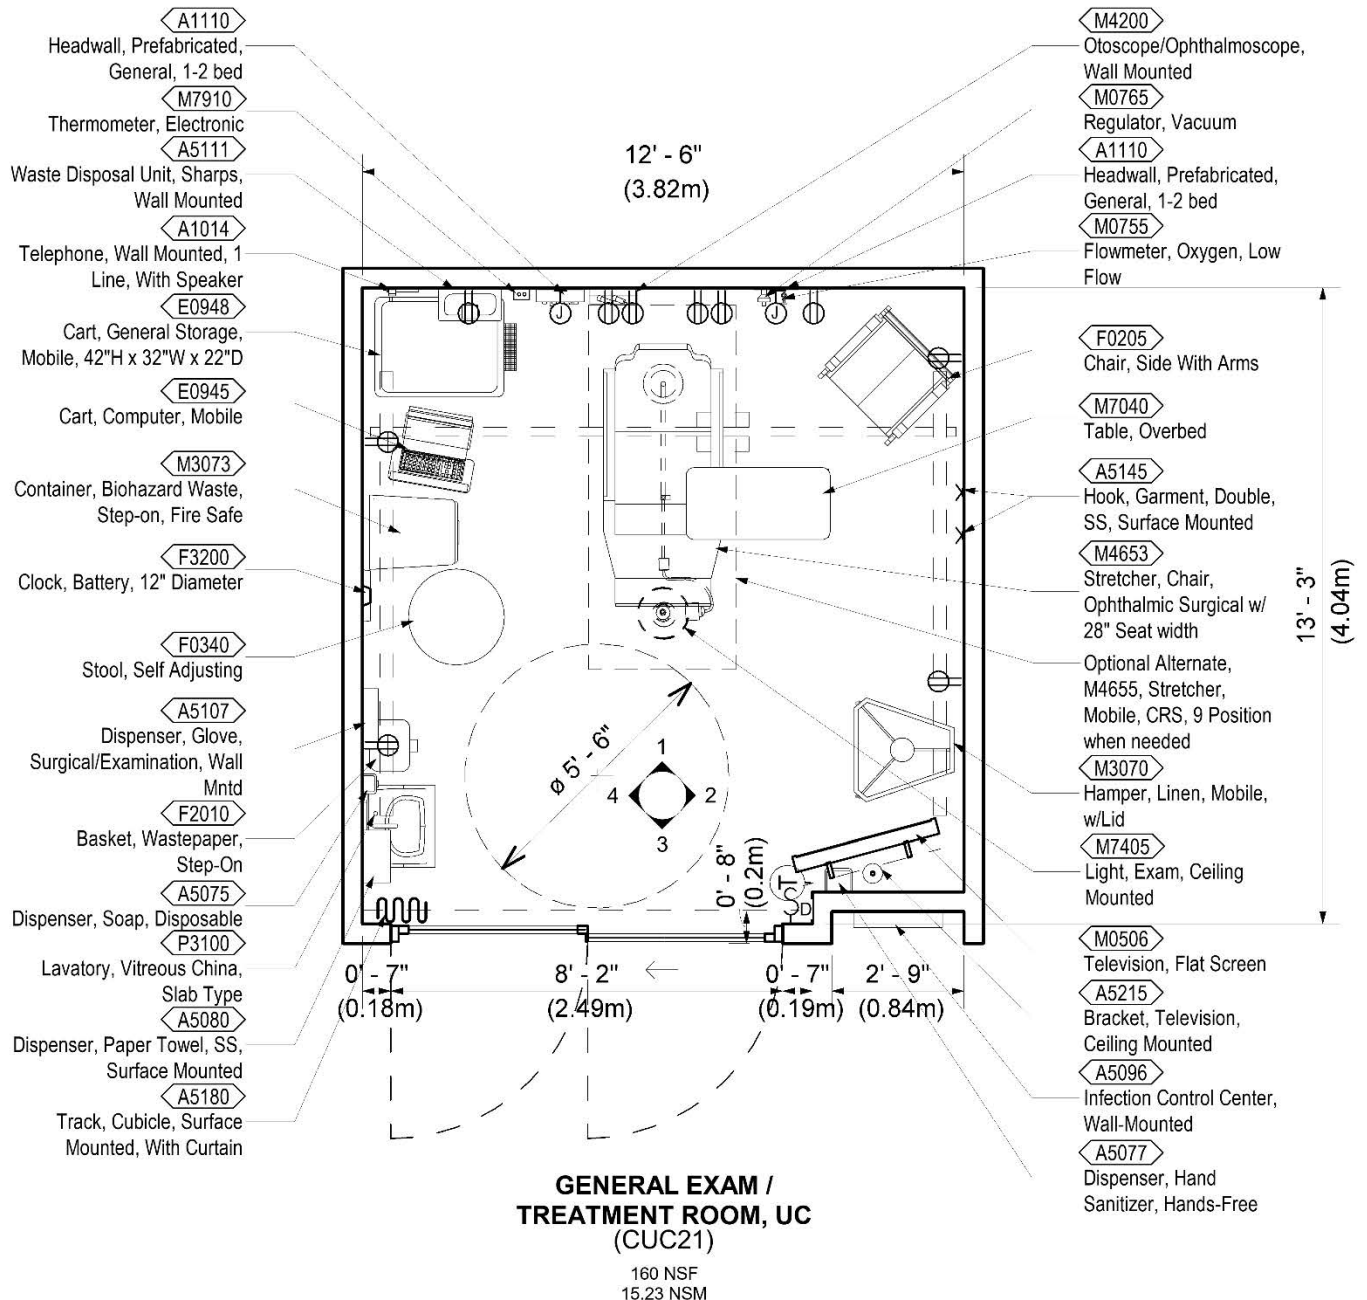 A1110
Headwall, Prefabricated,
General, 1-2 bed
M7910
Thermometer, Electronic
A5111
Waste Disposal Unit, Sharps,
Wall Mounted
A1014
Telephone, Wall Mounted, 1
Line, With Speaker
E0948
Cart, General Storage,
Mobile, 42"H x 32"W x 22"D
E0945
Cart, Computer, Mobile
M3073
Container, Biohazard Waste,
Step-on, Fire Safe
F3200
Clock, Battery, 12" Diameter
F0340
Stool, Self Adjusting
A5107
Dispenser, Glove,
Surgical/Examination, Wall
Mntd
F2010
Basket, Wastepaper,
Step-On
A5075
Dispenser, Soap, Disposable
P3100
Lavatory, Vitreous China,
Slab Type
A5080
Dispenser, Paper Towel, SS,
Surface Mounted
A5180
Track, Cubicle, Surface
Mounted, With Curtain
12' - 6"
(3.82m)
J
J
ø 5' - 6"
1
4 2
3
0' - 8"
(0.2m)
T
OS
D
0' - 7"
(0.18m)
8' - 2"
(2.49m)
0' - 7"
(0.19m)
2' - 9"
(0.84m)
13' - 3"
(4.04m)
M4200
Otoscope/Ophthalmoscope,
Wall Mounted
M0765
Regulator, Vacuum
A1110
Headwall, Prefabricated,
General, 1-2 bed
M0755
Flowmeter, Oxygen, Low
Flow
F0205
Chair, Side With Arms
M7040
Table, Overbed
A5145
Hook, Garment, Double,
SS, Surface Mounted
M4653
Stretcher, Chair,
Ophthalmic Surgical w/
28" Seat width
Optional Alternate,
M4655, Stretcher,
Mobile, CRS, 9 Position
when needed
M3070
Hamper, Linen, Mobile,
w/Lid
M7405
Light, Exam, Ceiling
Mounted
M0506
Television, Flat Screen
A5215
Bracket, Television,
Ceiling Mounted
A5096
Infection Control Center,
Wall-Mounted
A5077
Dispenser, Hand
Sanitizer, Hands-Free
GENERAL EXAM /
TREATMENT ROOM, UC
(CUC21)
160 NSF
15.23 NSM